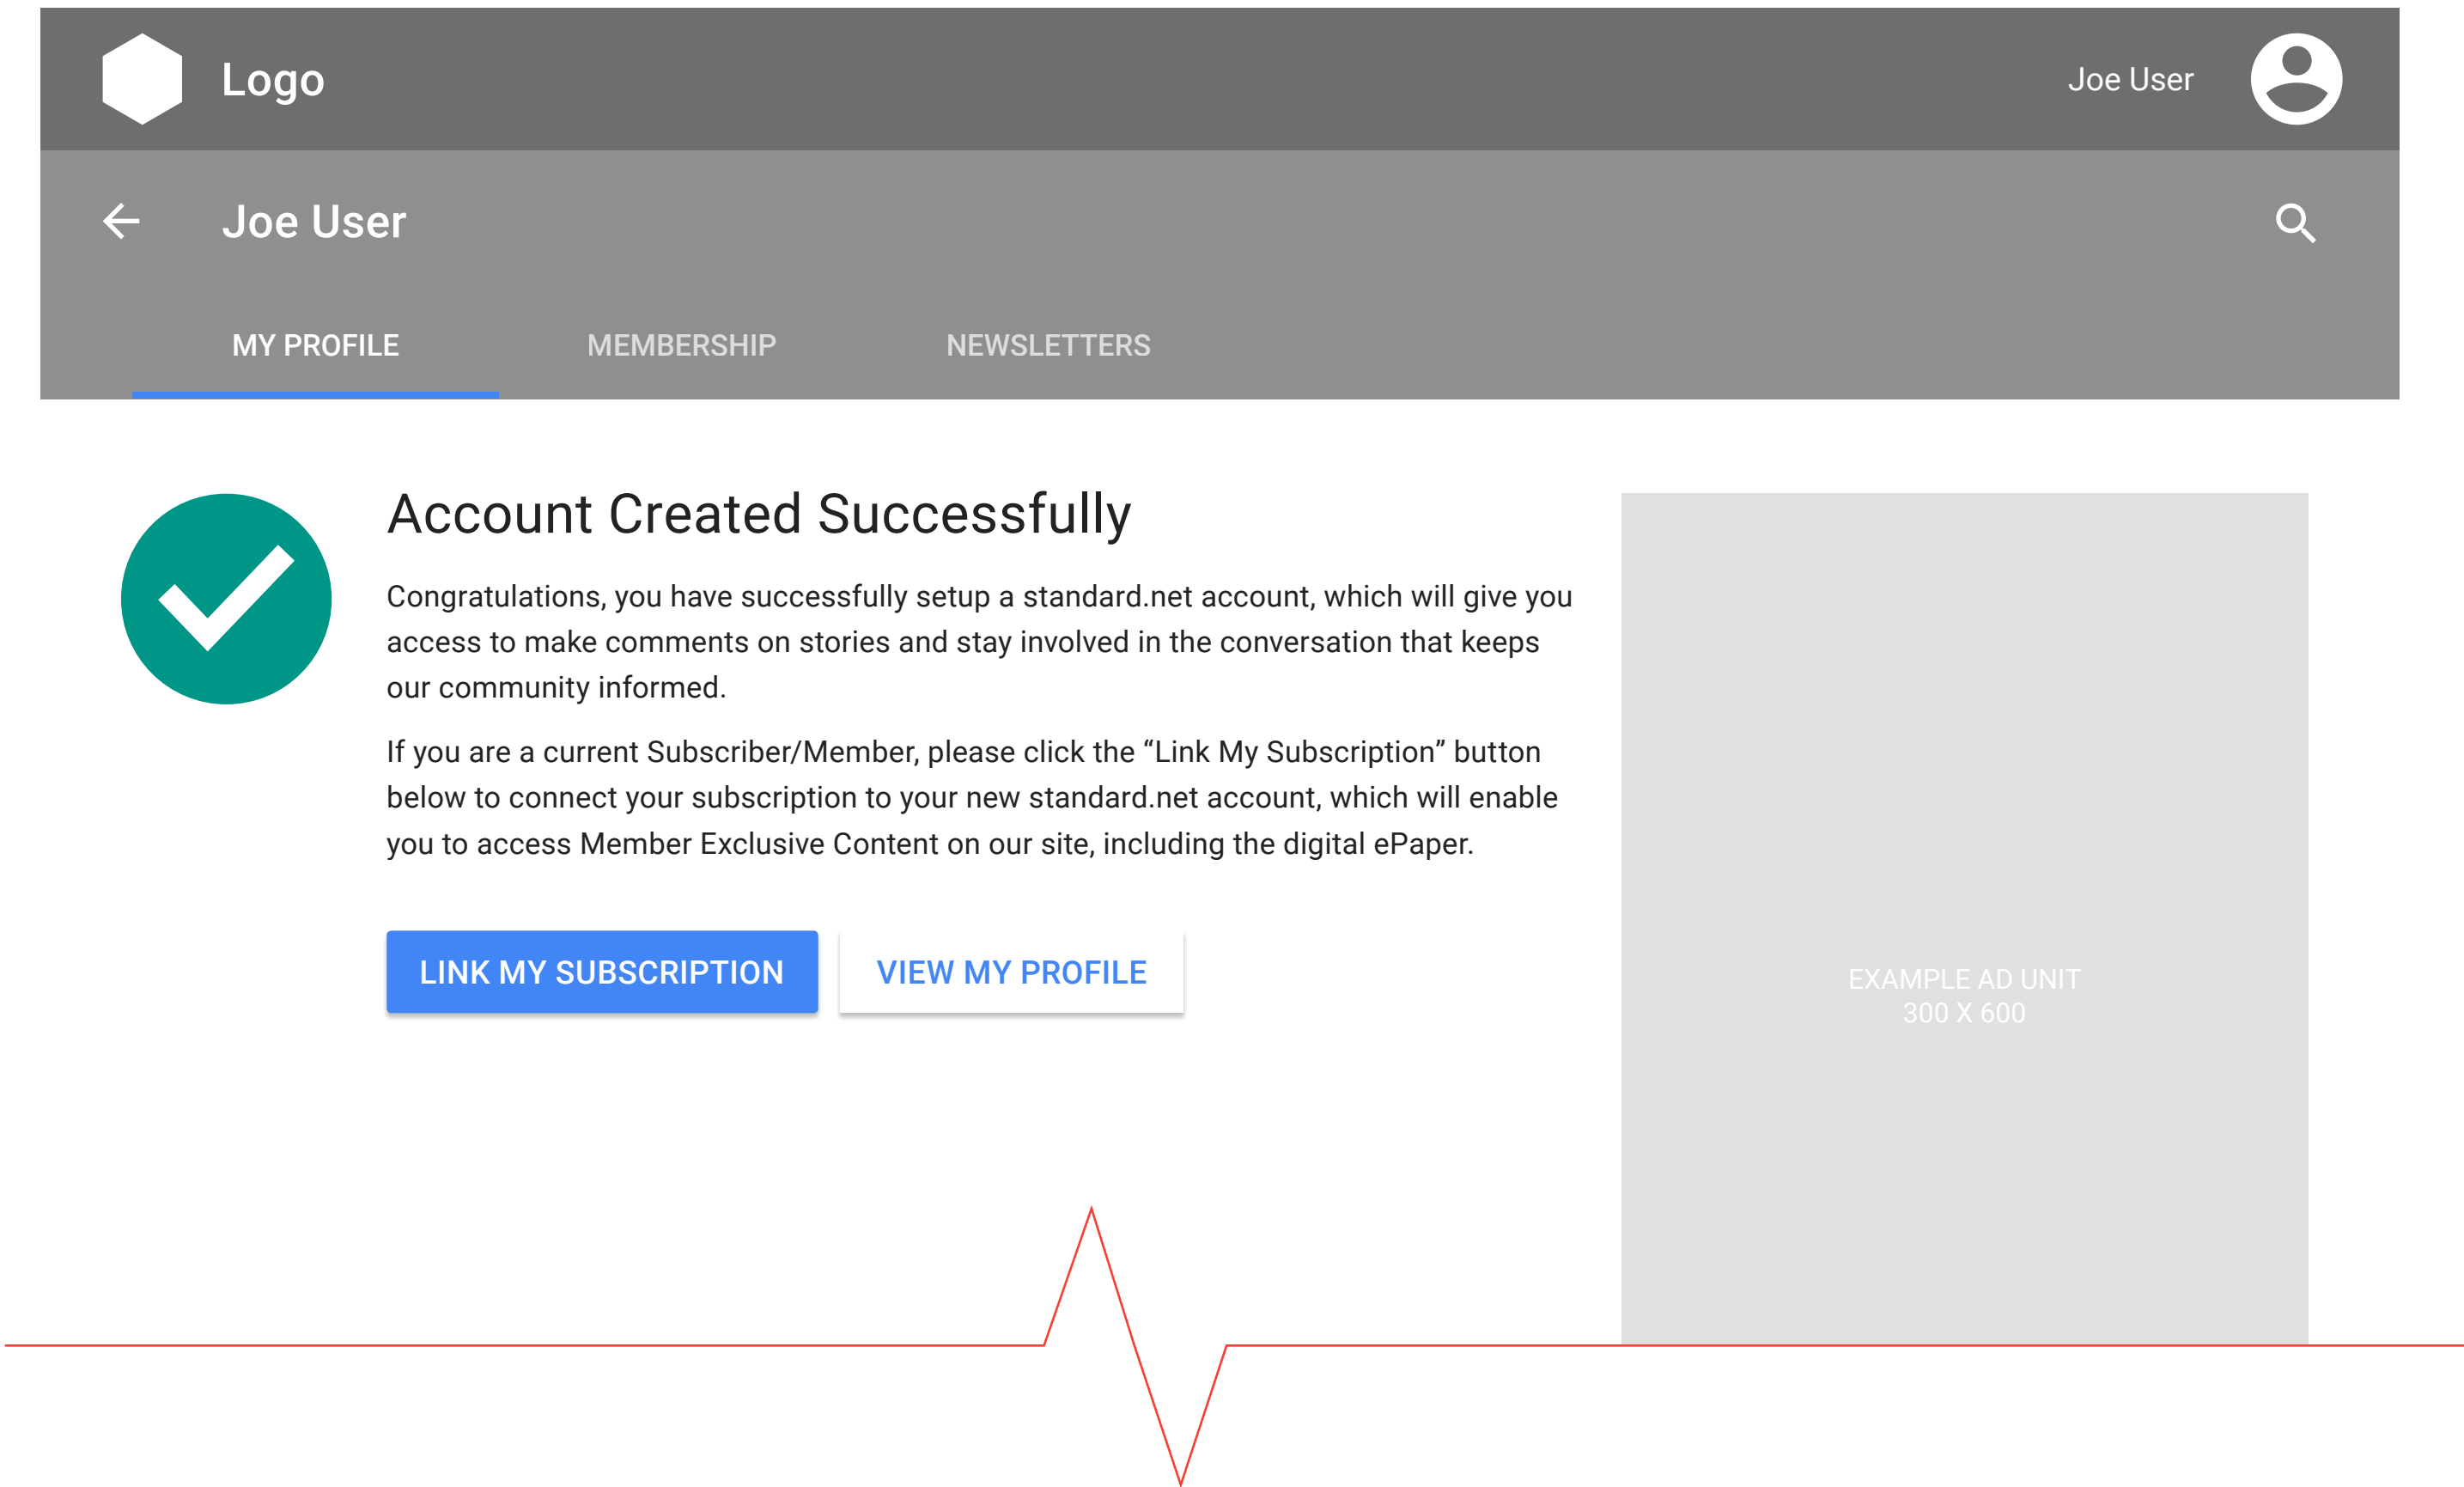 Logo
Joe User
Joe User
MY PROFILE
MEMBERSHIP
NEWSLETTERS
Account Created Successfully
Congratulations, you have successfully setup a standard.net account, which will give you
access to make comments on stories and stay involved in the conversation that keeps
our community informed.
If you are a current Subscriber/Member, please click the “Link My Subscription” button
below to connect your subscription to your new standard.net account, which will enable
you to access Member Exclusive Content on our site, including the digital ePaper.
LINK MY SUBSCRIPTION
VIEW MY PROFILE
EXAMPLE AD UNIT
300 X 600